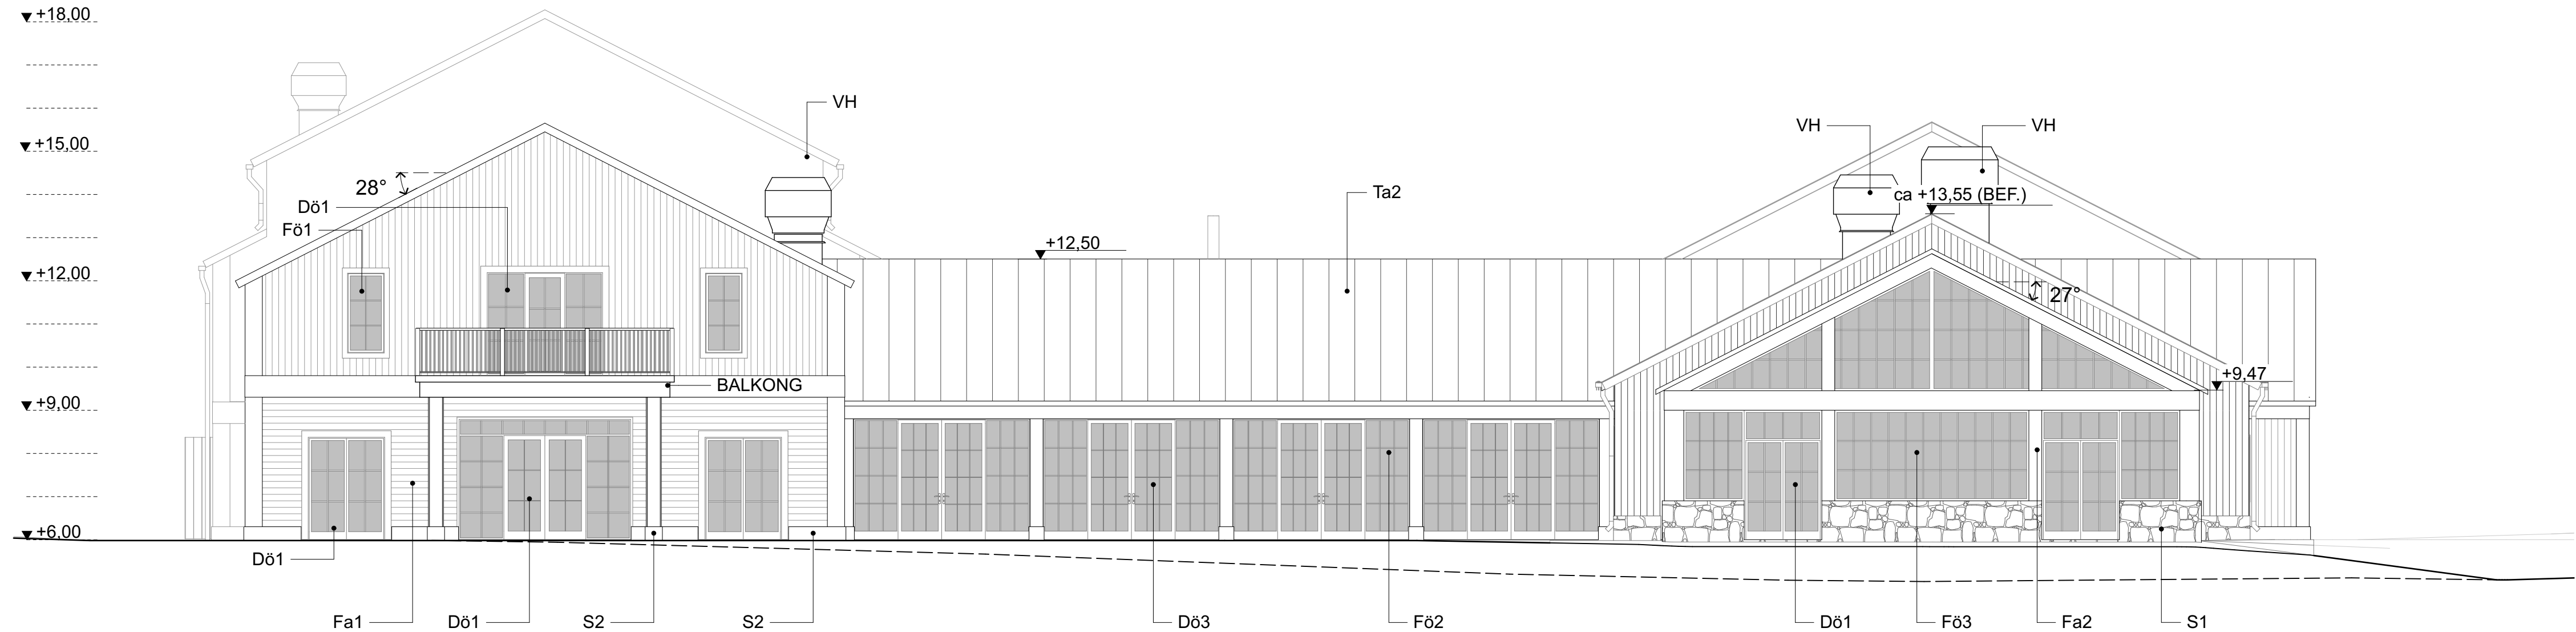 +18,00
VH
VH
VH
+15,00
28°
Ta2
ca +13,55 (BEF.)
Dö1
Fö1
+12,50
+12,00
27°
+9,47
BALKONG
+9,00
+6,00
Dö1
Fa1
Dö1
S2
S2
Dö3
Fö2
Dö1
Fö3
Fa2
S1